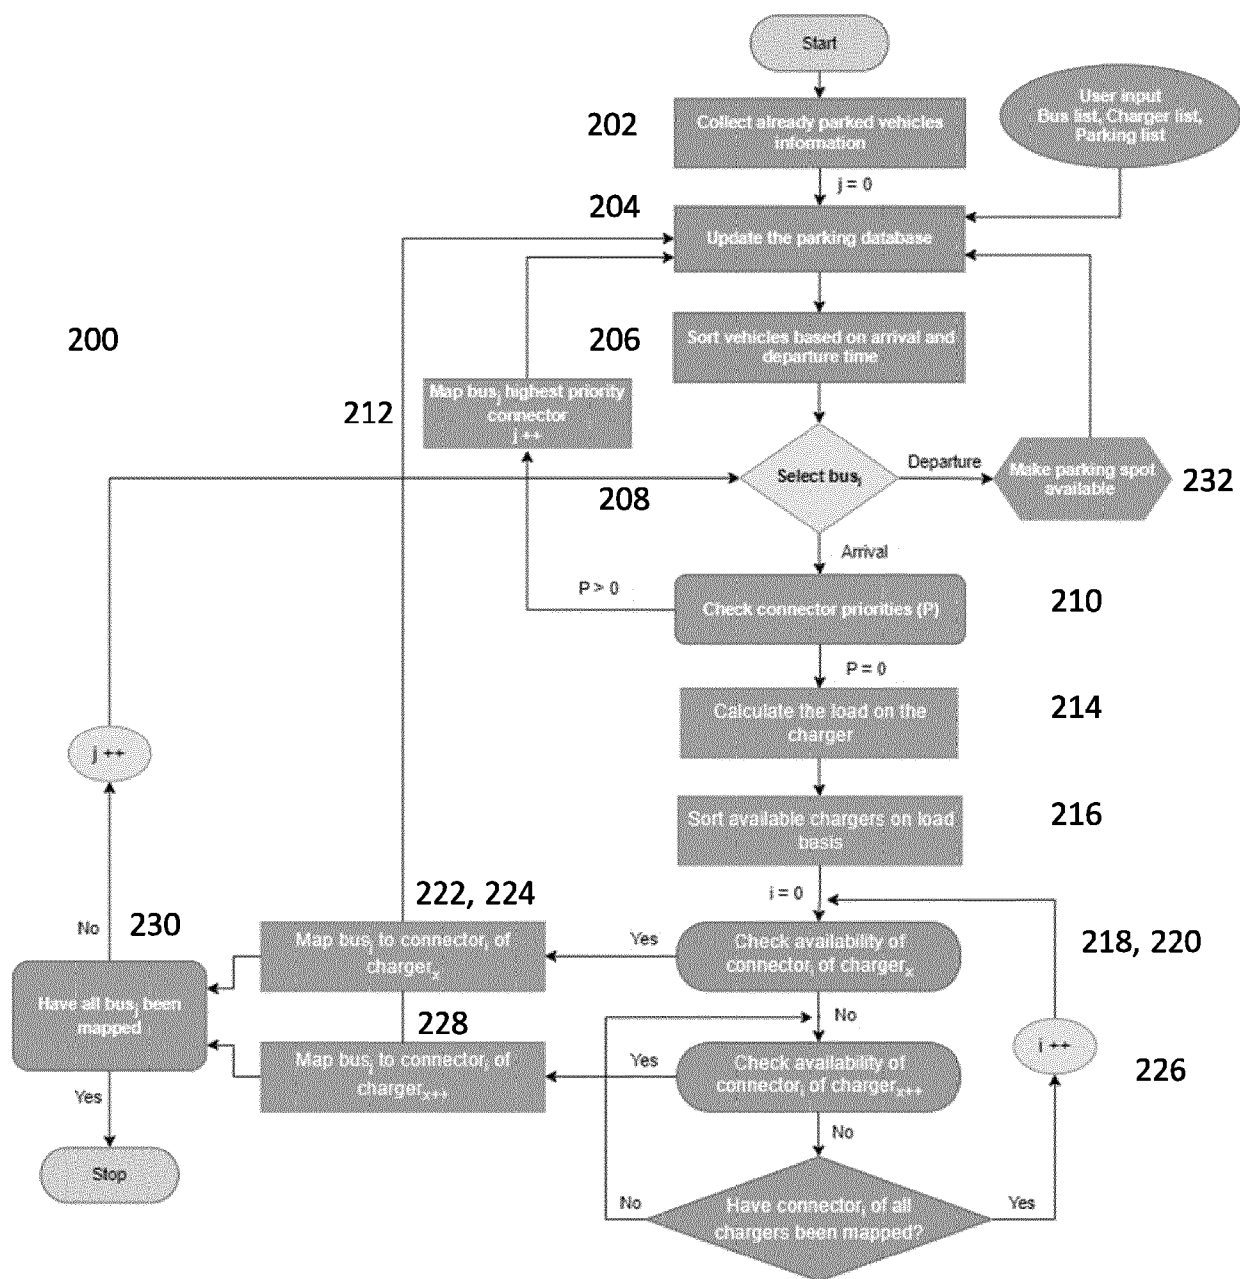 Start
User input
Bus list, Charger list,
Parking list
202
Collect already parked vehicles
information
j = 0
204
Update the parking database
200
206
Sort vehicles based on arrival and
departure time
212
Map busj highest priority
connector
j ++
208
Select busj
Departure
Make parking spot
available
232
Arrival
P > 0
Check connector priorities (P)
210
P = 0
Calculate the load on the
charger
214
j ++
Sort available chargers on load
basis
216
i = 0
222, 224
No
230
Map busj to connectori of
chargerx
Yes
Check availability of
connectori of chargerx
218, 220
Have all busj been
mapped
228
No
i ++
Map busj to connectori of
chargerx++
Yes
Check availability of
connectori of chargerx++
226
Yes
No
Stop
No
Have connectori of all
chargers been mapped?
Yes